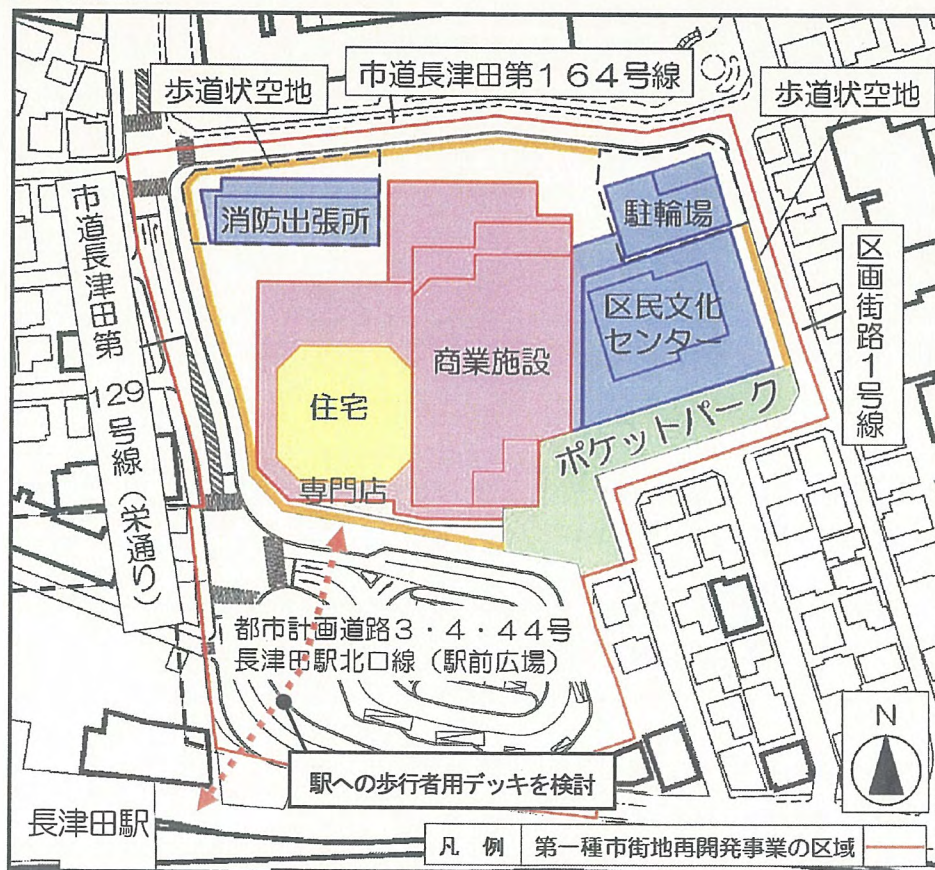 歩道状空地
市道長津田第164号線
歩道状空地
市道長津田第
129
号線(栄通り)
消防出張所
駐輪場
区画街路1号線
区民文化
センター
商業施設
住宅
専門店
ポケットパーク
都市計画道路3・4・44号
長津田駅北口線(駅前広場)
駅への歩行者用デッキを検討
N
長津田駅
凡 例 第一種市街地再開発事業の区域